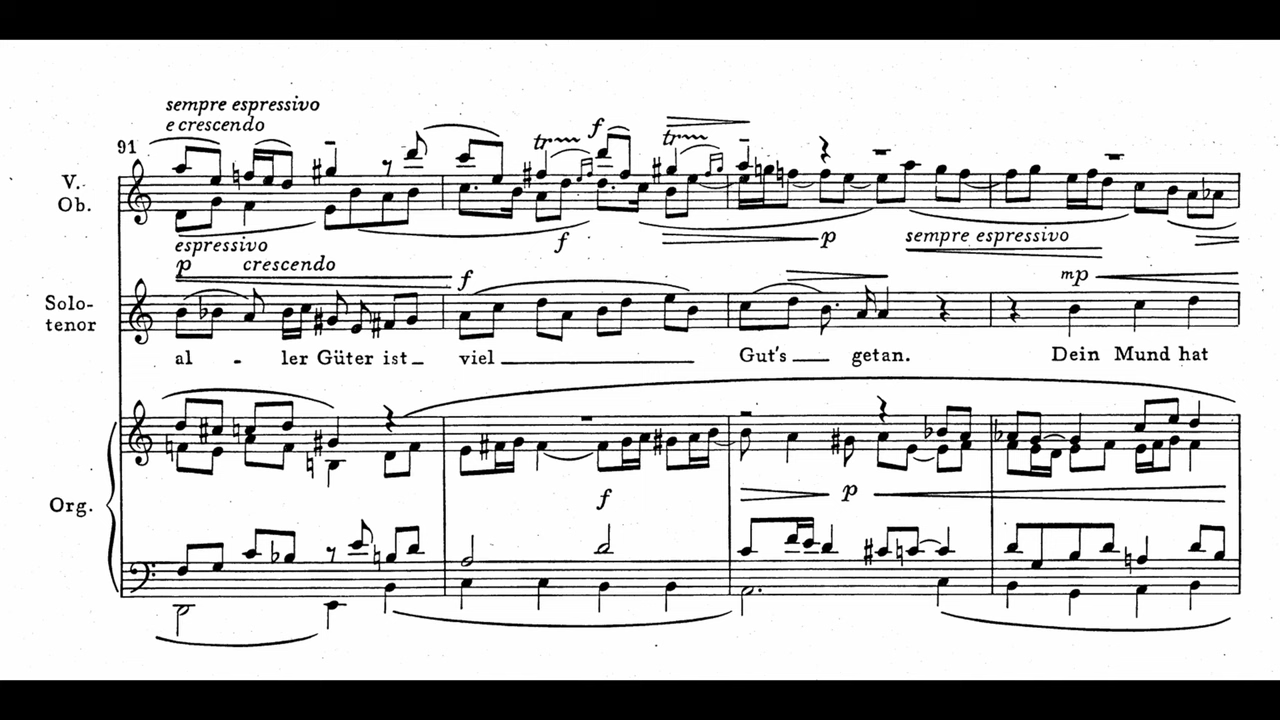 sempre espressivo
e crescendo
91
tr
f
tr
V.
Ob.
espressivo
f
p
sempre espressivo
p crescendo
f
mp
Solo-
tenor
al - ler Güter ist viel Gut's getan. Dein Mund hat
Org.
f
p